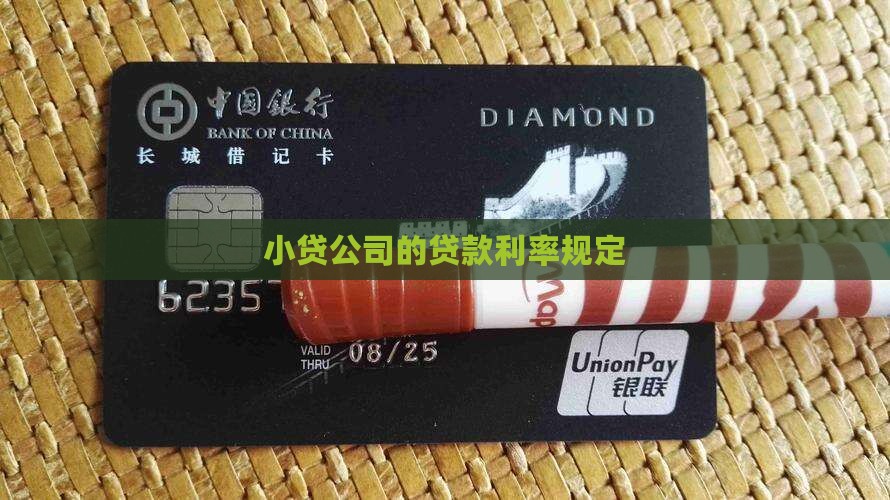 中国銀行
BANK OF CHINA
长城借记卡
DIAMOND
小贷公司的贷款利率规定
6235
VALID
THRU
08/25
UnionPay
银联